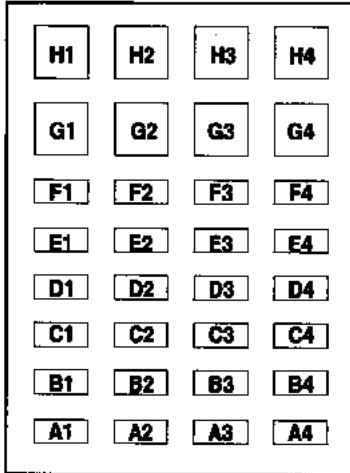 H1 H2 H3 H4
G1 G2 G3 G4
F1 F2 F3 F4
E1 E2 E3 E4
D1 D2 D3 D4
C1 C2 C3 C4
B1 B2 B3 B4
A1 A2 A3 A4